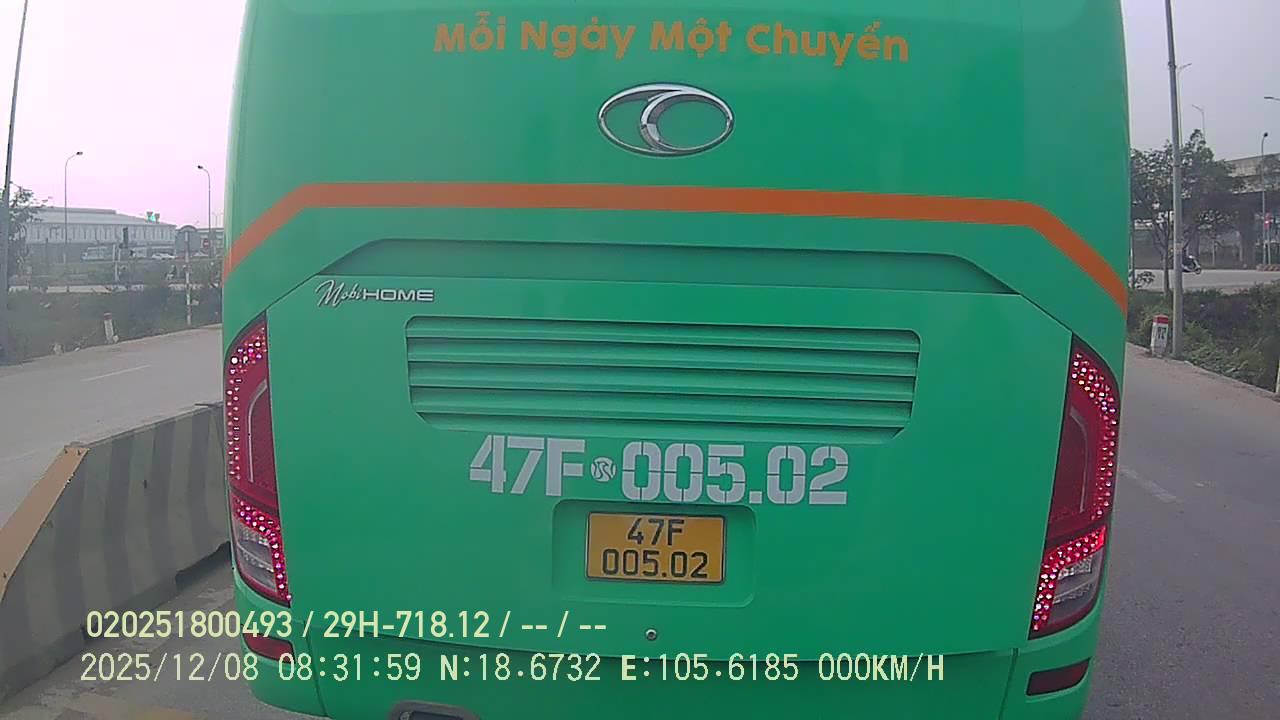 Mỗi Ngày Một Chuyến
MobiHOME
47F 005.02
47F
005.02
020251800493 / 29H-718.12 / -- / --
2025/12/08 08:31:59 N:18.6732 E:105.6185 000KM/H